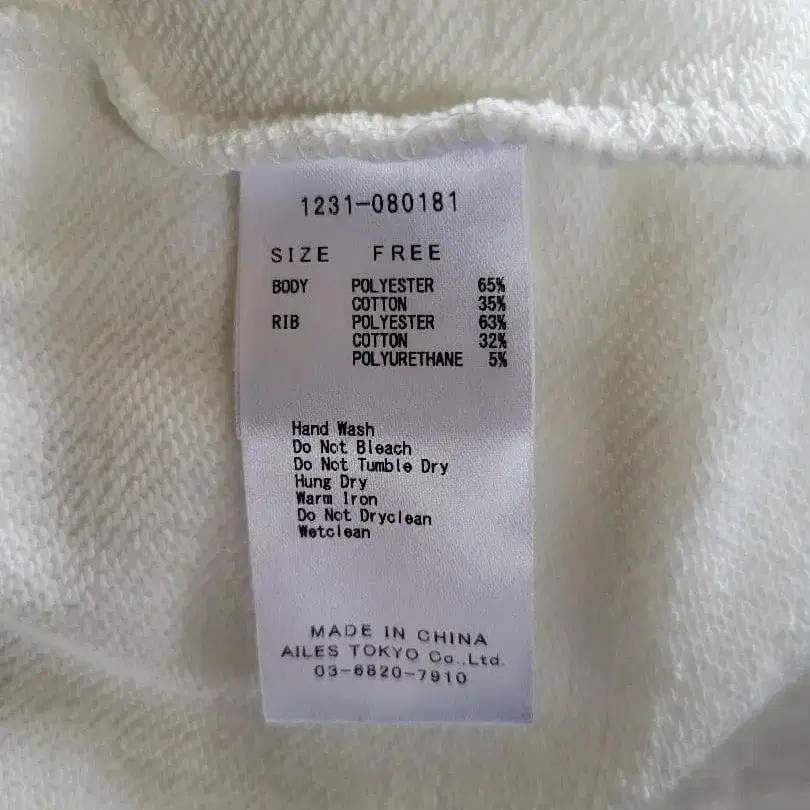 1231-080181
SIZE FREE
BODY POLYESTER 65%
COTTON 35%
RIB POLYESTER 63%
COTTON 32%
POLYURETHANE 5%
Hand Wash
Do Not Bleach
Do Not Tumble Dry
Hung Dry
Warm Iron
Do Not Dryclean
Wetclean
MADE IN CHINA
AILES TOKYO Co.,Ltd.
03-6820-7910